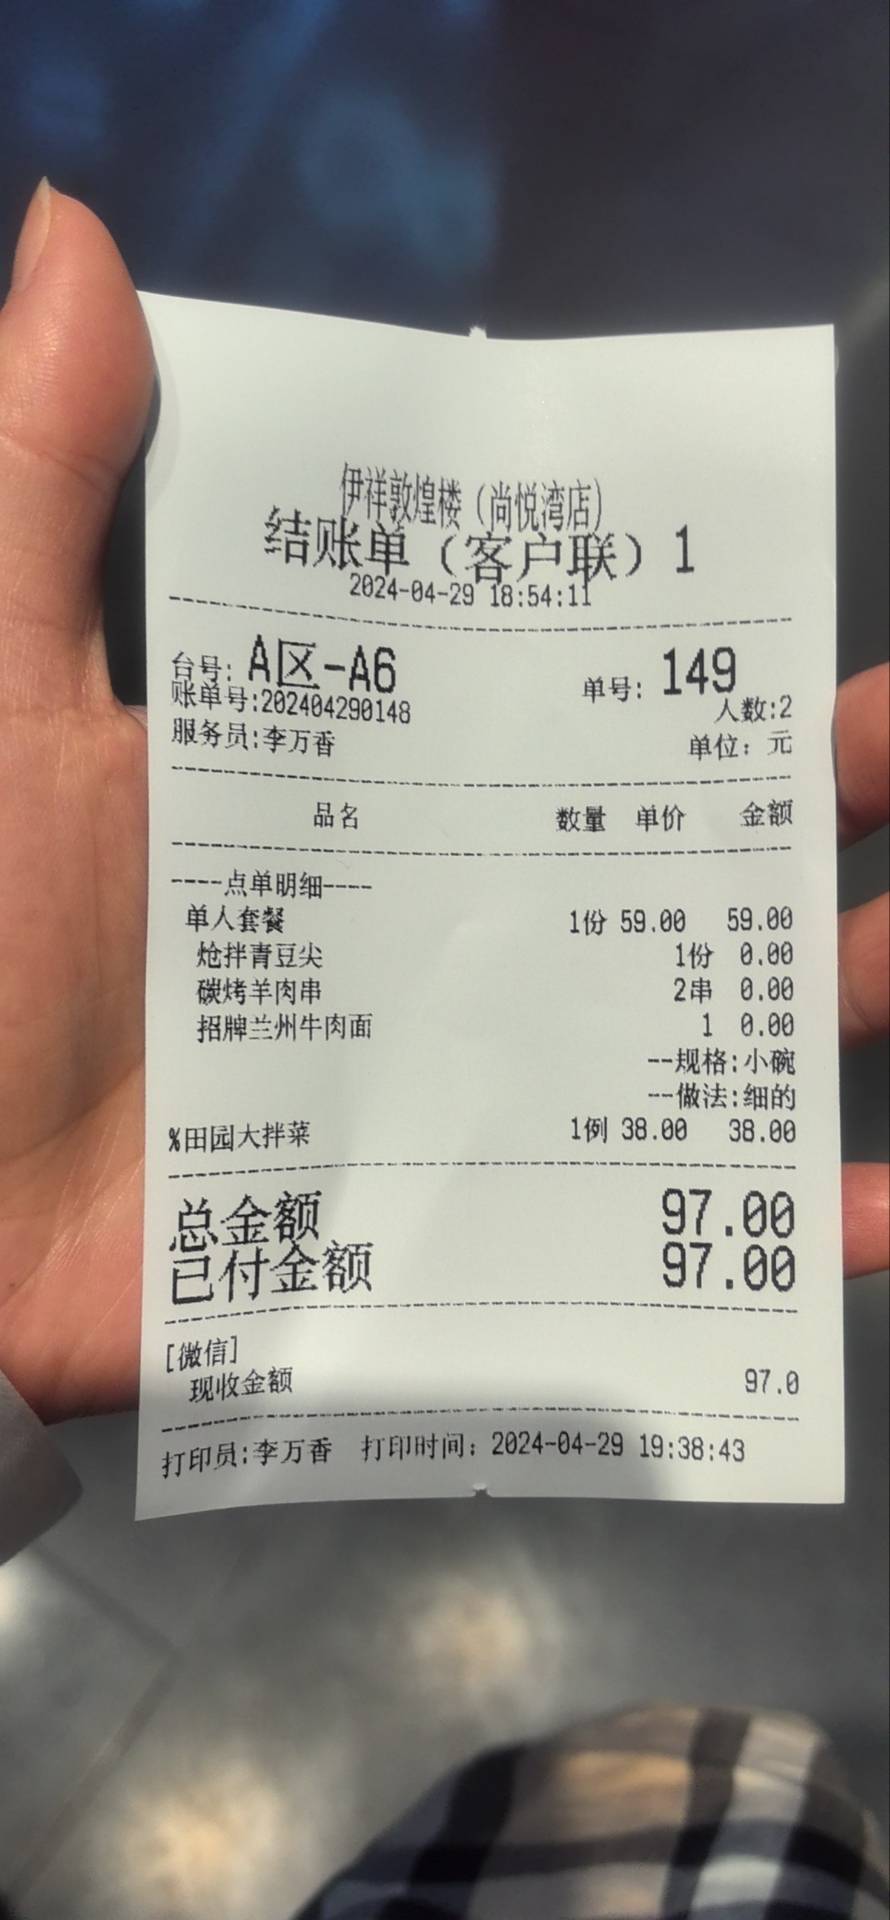 伊祥敦煌楼（尚悦湾店）
结账单（客户联）1
2024-04-29 18:54:11
台号: A区-A6 单号: 149
账单号:202404290148 人数:2
服务员:李万香 单位: 元
品名 数量 单价 金额
----点单明细----
单人套餐 1份 59.00 59.00
炝拌青豆尖 1份 0.00
碳烤羊肉串 2串 0.00
招牌兰州牛肉面 1 0.00
--规格:小碗
--做法:细的
%田园大拌菜 1例 38.00 38.00
总金额 97.00
已付金额 97.00
[微信]
现收金额 97.0
打印员:李万香 打印时间: 2024-04-29 19:38:43